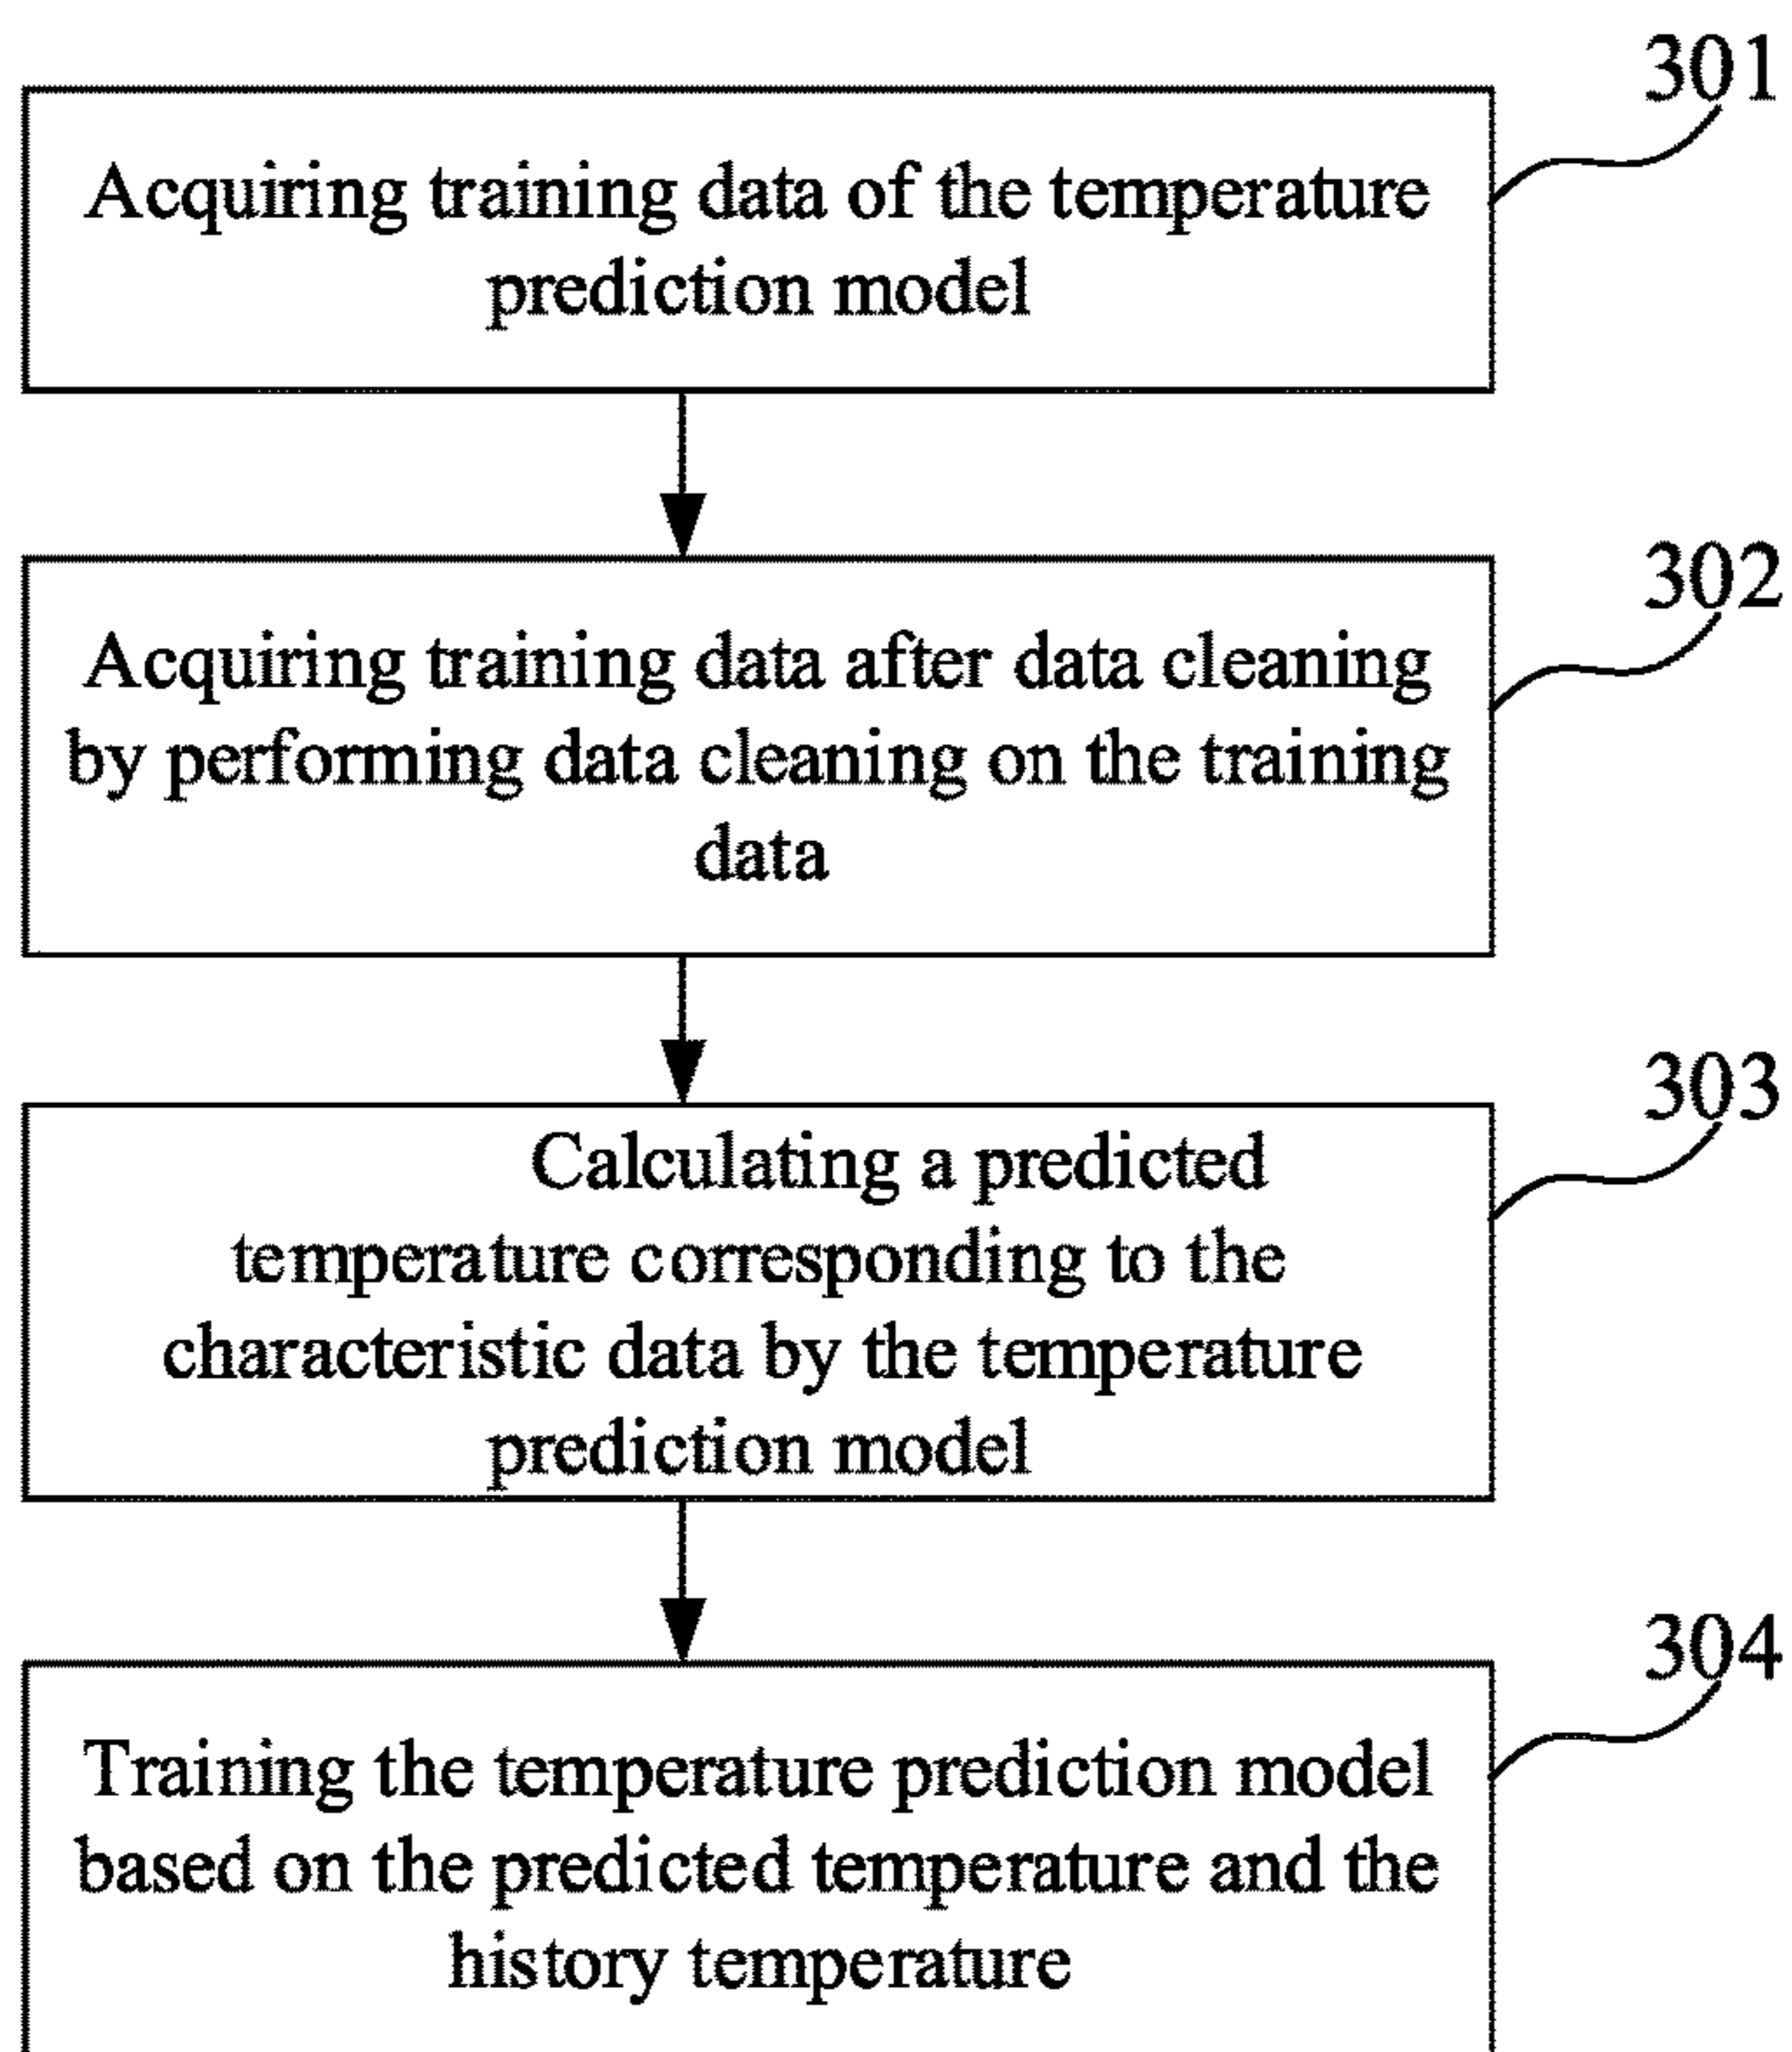 301
Acquiring training data of the temperature
prediction model
302
Acquiring training data after data cleaning
by performing data cleaning on the training
data
303
Calculating a predicted
temperature corresponding to the
characteristic data by the temperature
prediction model
304
Training the temperature prediction model
based on the predicted temperature and the
history temperature